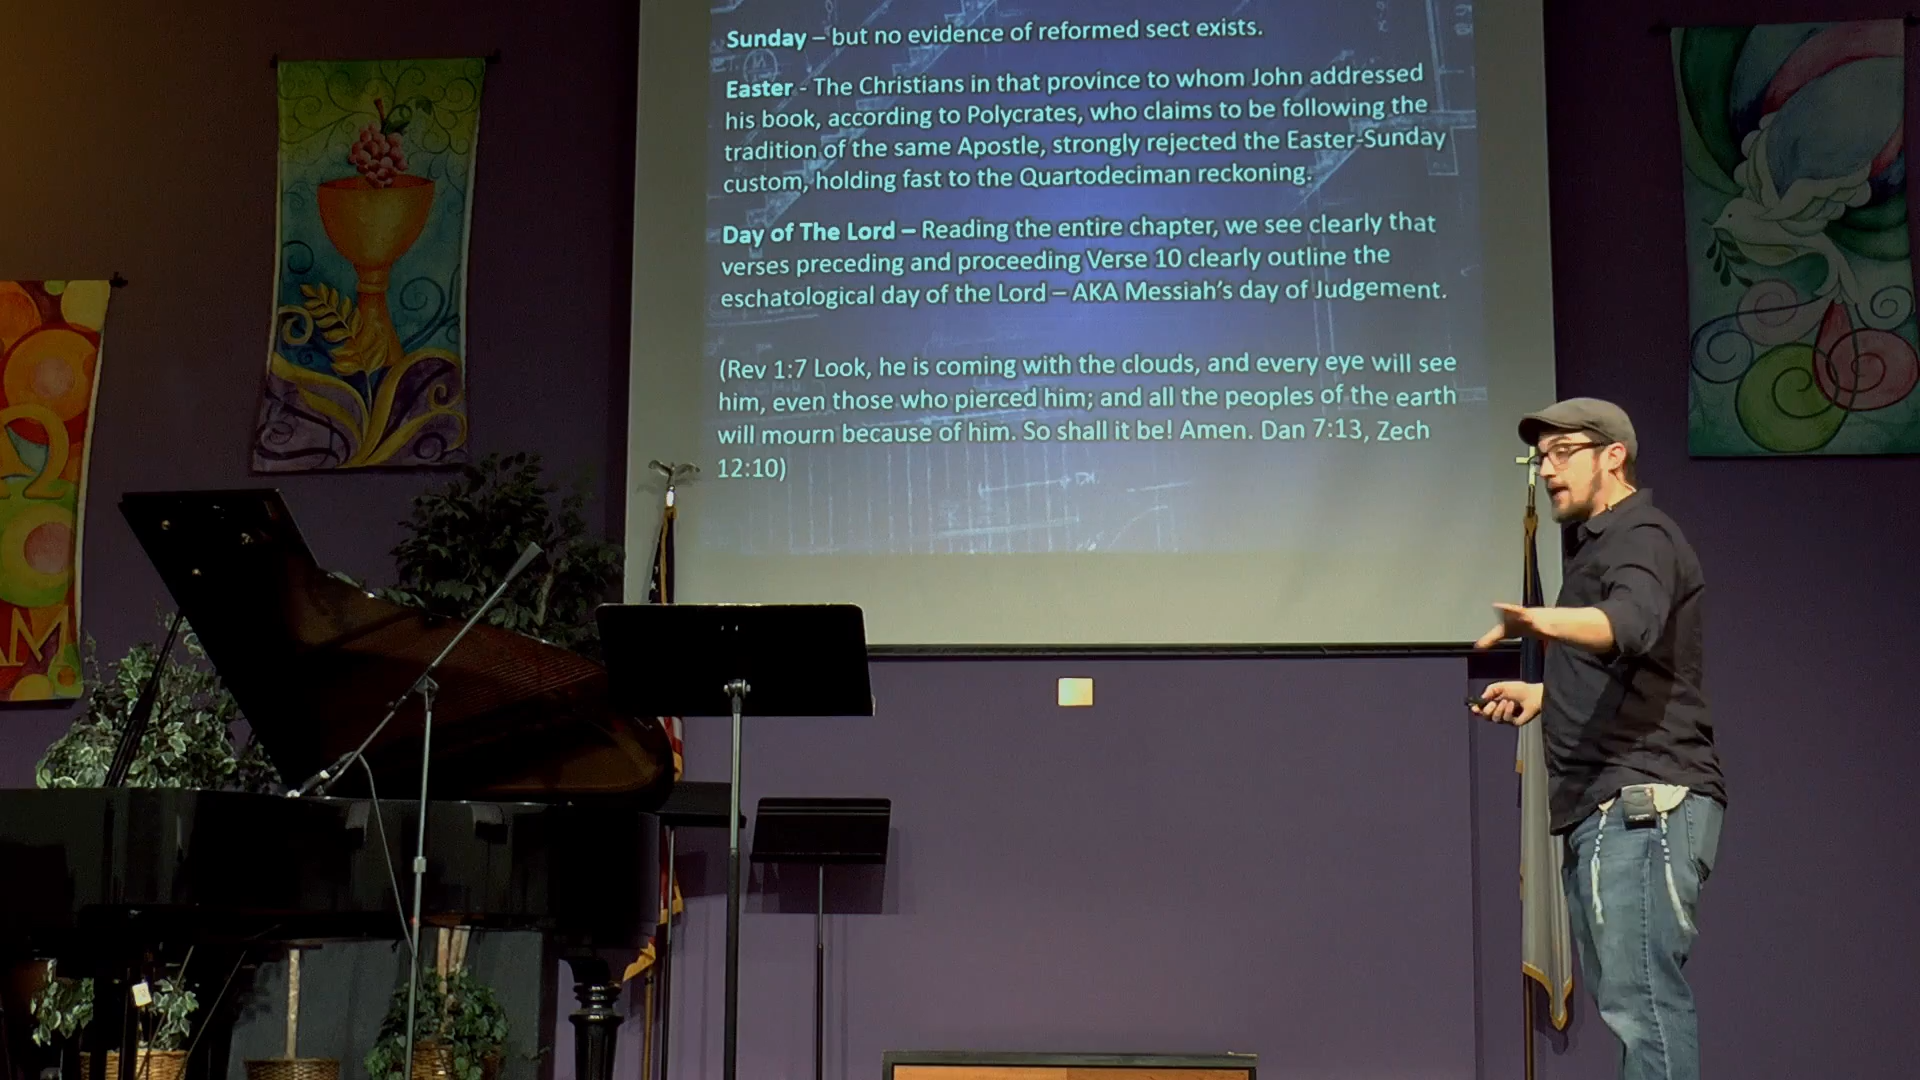 Sunday – but no evidence of reformed sect exists.
Easter - The Christians in that province to whom John addressed
his book, according to Polycrates, who claims to be following the
tradition of the same Apostle, strongly rejected the Easter-Sunday
custom, holding fast to the Quartodeciman reckoning.
Day of The Lord – Reading the entire chapter, we see clearly that
verses preceding and proceeding Verse 10 clearly outline the
eschatological day of the Lord – AKA Messiah’s day of Judgement.
(Rev 1:7 Look, he is coming with the clouds, and every eye will see
him, even those who pierced him; and all the peoples of the earth
will mourn because of him. So shall it be! Amen. Dan 7:13, Zech
12:10)
Ω
AM